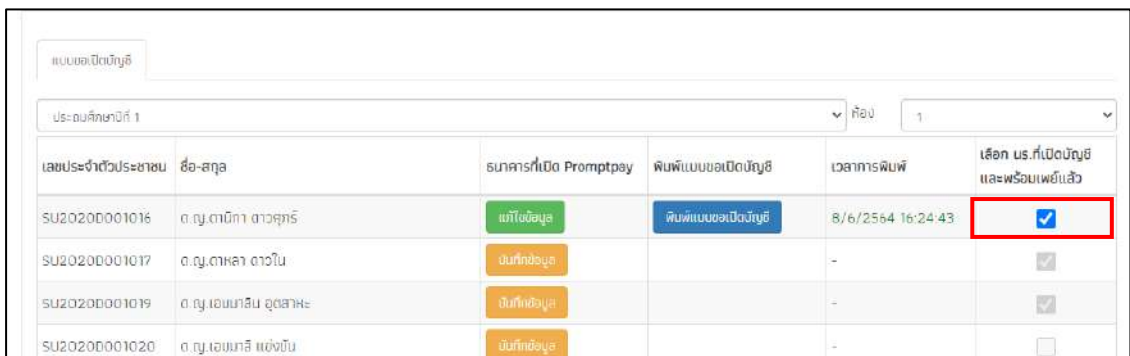 แบบขอเปิดบัญชี
ประถมศึกษาปีที่ 1 ห้อง 1
เลขประจำตัวประชาชน ชื่อ-สกุล ธนาคารที่เปิด Promptpay พิมพ์แบบขอเปิดบัญชี เวลาการพิมพ์ เลือก นร.ที่เปิดบัญชี
และพร้อมเพย์แล้ว
SU2020D001016 ด.ญ.ดานิกา ดาวศุกร์ แก้ไขข้อมูล พิมพ์แบบขอเปิดบัญชี 8/6/2564 16:24:43
SU2020D001017 ด.ญ.ดาหลา ดาวใน บันทึกข้อมูล -
SU2020D001019 ด.ญ.เอมมาลิน อุตสาหะ บันทึกข้อมูล -
SU2020D001020 ด.ญ.เอมมาลี แข่งขัน บันทึกข้อมูล -